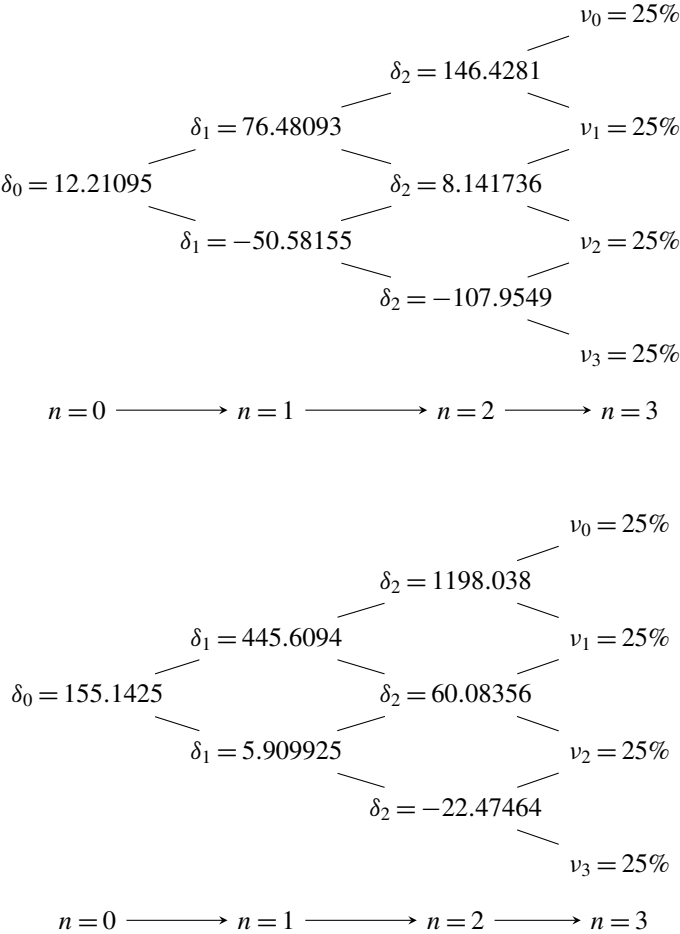 ν₀ = 25%
δ₂ = 146.4281
δ₁ = 76.48093 ν₁ = 25%
δ₀ = 12.21095 δ₂ = 8.141736
δ₁ = −50.58155 ν₂ = 25%
δ₂ = −107.9549
ν₃ = 25%
n = 0 n = 1 n = 2 n = 3
ν₀ = 25%
δ₂ = 1198.038
δ₁ = 445.6094 ν₁ = 25%
δ₀ = 155.1425 δ₂ = 60.08356
δ₁ = 5.909925 ν₂ = 25%
δ₂ = −22.47464
ν₃ = 25%
n = 0 n = 1 n = 2 n = 3